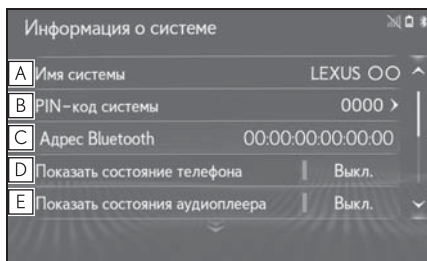 Информация о системе
A Имя системы LEXUS OO
B PIN-код системы 0000 >
C Адрес Bluetooth 00:00:00:00:00:00
D Показать состояние телефона Выкл.
E Показать состояния аудиоплеера Выкл.